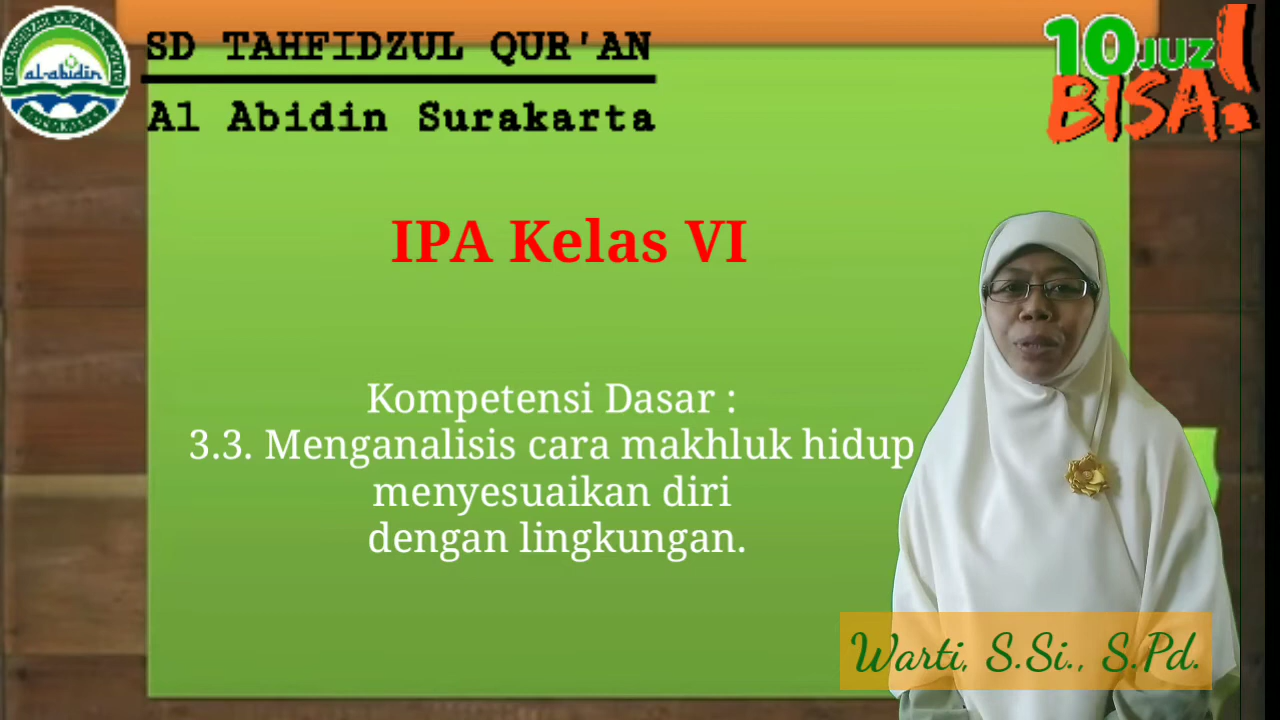 SD TAHFIDZUL QUR'AN
Al Abidin Surakarta
al-abidin
SURAKARTA
10 JUZ
BISA!
IPA Kelas VI
Kompetensi Dasar :
3.3. Menganalisis cara makhluk hidup
menyesuaikan diri
dengan lingkungan.
Warti, S.Si., S.Pd.